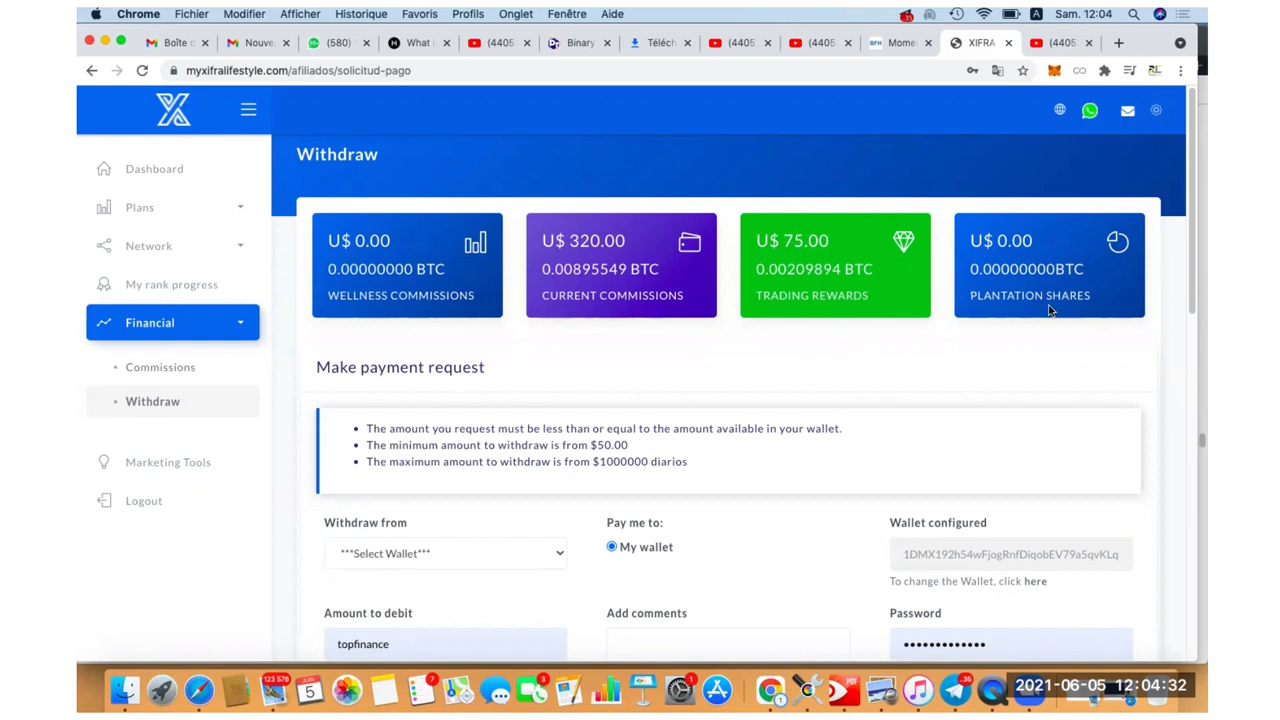 Chrome Fichier Modifier Afficher Historique Favoris Profils Onglet Fenêtre Aide A Sam. 12:04
Boîte c Nouve (580) What i (4405 Binary Téléch (4405 (4405 Mome XIFRA (4405
myxifralifestyle.com/afiliados/solicitud-pago
Withdraw
Dashboard
Plans
Network
My rank progress
Financial
Commissions
Withdraw
Marketing Tools
Logout
U$ 0.00
0.00000000 BTC
WELLNESS COMMISSIONS
U$ 320.00
0.00895549 BTC
CURRENT COMMISSIONS
U$ 75.00
0.00209894 BTC
TRADING REWARDS
U$ 0.00
0.00000000BTC
PLANTATION SHARES
Make payment request
The amount you request must be less than or equal to the amount available in your wallet.
The minimum amount to withdraw is from $50.00
The maximum amount to withdraw is from $1000000 diarios
Withdraw from
***Select Wallet***
Pay me to:
My wallet
Wallet configured
1DMX192h54wFjogRnfDiqobEV79a5qvKLq
To change the Wallet, click here
Amount to debit
topfinance
Add comments
Password
2021-06-05 12:04:32